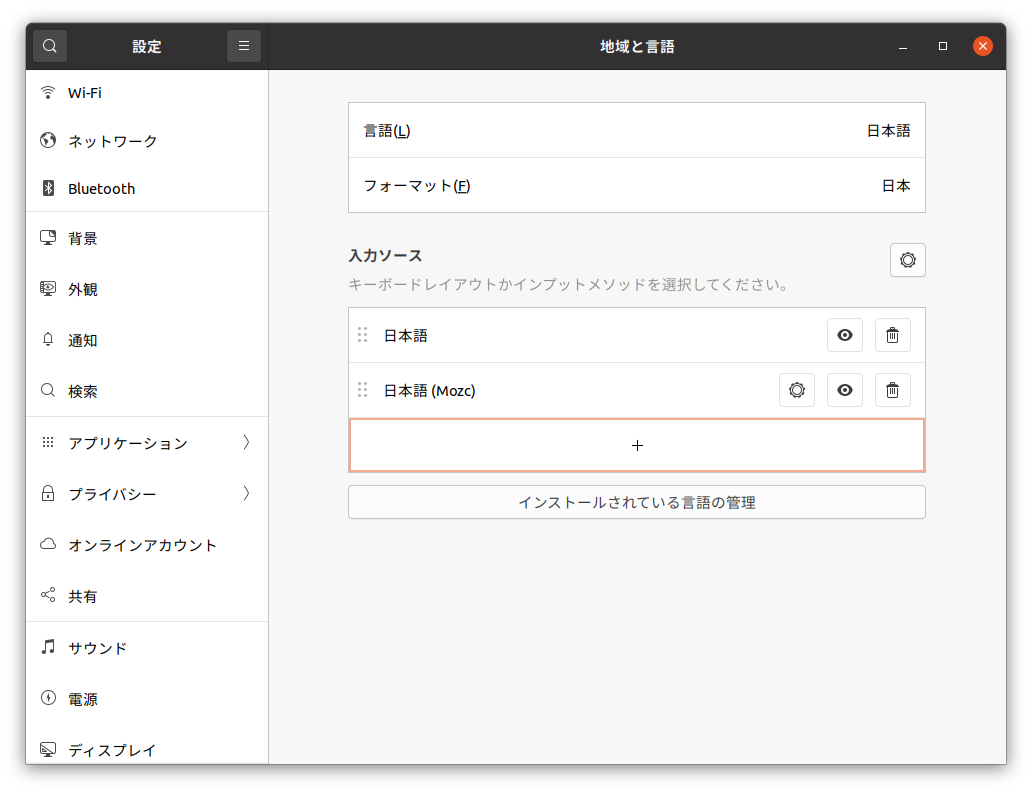 設定
地域と言語
Wi-Fi
ネットワーク
Bluetooth
背景
外観
通知
検索
アプリケーション
プライバシー
オンラインアカウント
共有
サウンド
電源
ディスプレイ
言語(L) 日本語
フォーマット(F) 日本
入力ソース
キーボードレイアウトかインプットメソッドを選択してください。
日本語
日本語 (Mozc)
+
インストールされている言語の管理